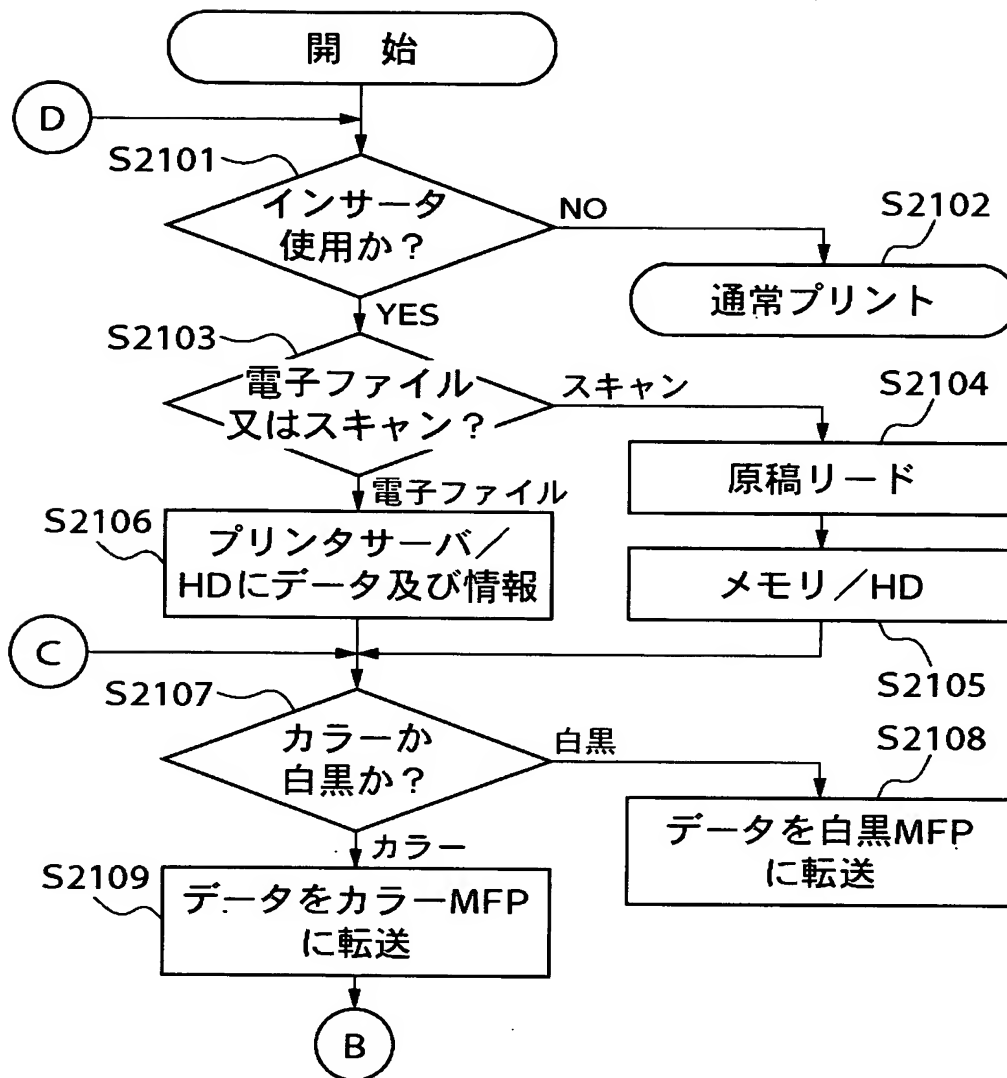 開 始
D
S2101
インサータ
使用か？
NO
S2102
通常プリント
YES
S2103
電子ファイル
又はスキャン？
スキャン
S2104
原稿リード
電子ファイル
S2106
プリンタサーバ／
HDにデータ及び情報
メモリ／HD
C
S2105
S2107
カラーか
白黒か？
白黒
S2108
データを白黒MFP
に転送
カラー
S2109
データをカラーMFP
に転送
B